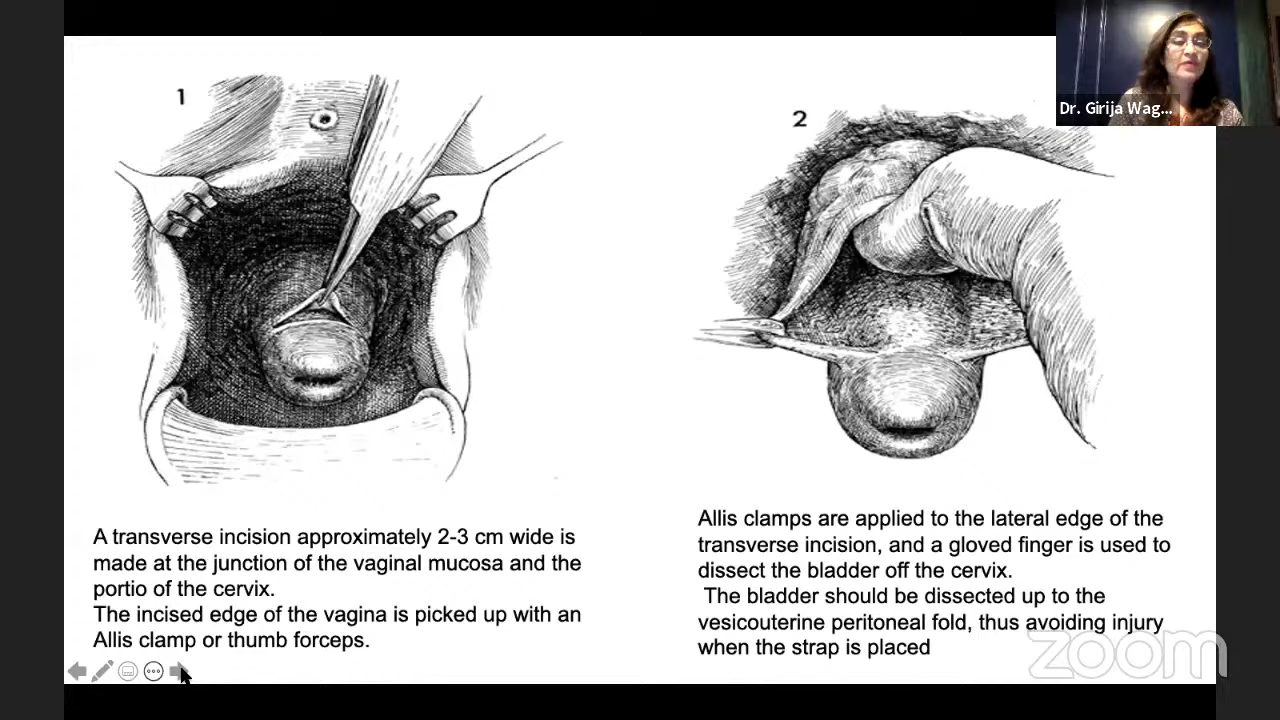 Dr. Girija Wag...
1
2
A transverse incision approximately 2-3 cm wide is
made at the junction of the vaginal mucosa and the
portio of the cervix.
The incised edge of the vagina is picked up with an
Allis clamp or thumb forceps.
Allis clamps are applied to the lateral edge of the
transverse incision, and a gloved finger is used to
dissect the bladder off the cervix.
The bladder should be dissected up to the
vesicouterine peritoneal fold, thus avoiding injury
when the strap is placed
zoom